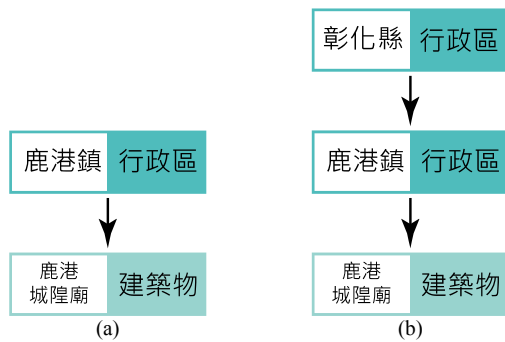 彰化縣 行政區
鹿港鎮 行政區
鹿港鎮 行政區
鹿港
城隍廟
建築物
鹿港
城隍廟
建築物
(a)
(b)